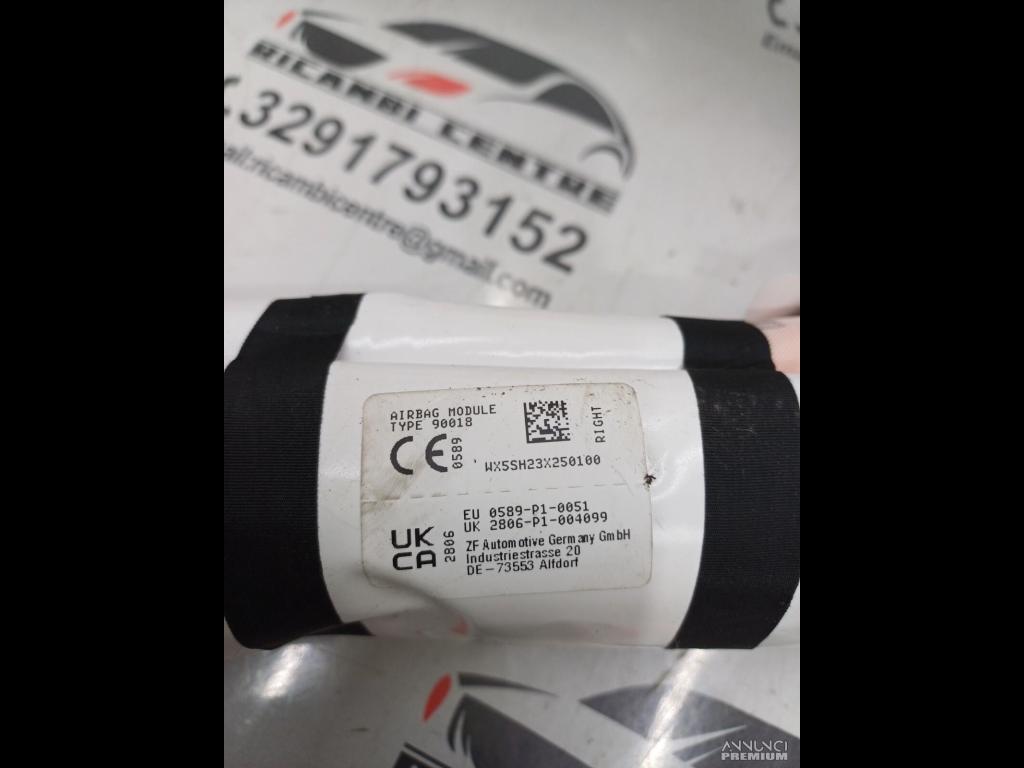 RICAMBI CENTRE
3291793152
ail:ricambicentre@gmail.com
AIRBAG MODULE
TYPE 90018
CE 0589
RIGHT
WX5SH23X250100
EU 0589-P1-0051
UK 2806-P1-004099
UK
CA
2806
ZF Automotive Germany GmbH
Industriestrasse 20
DE-73553 Alfdorf
ANNUNCI
PREMIUM